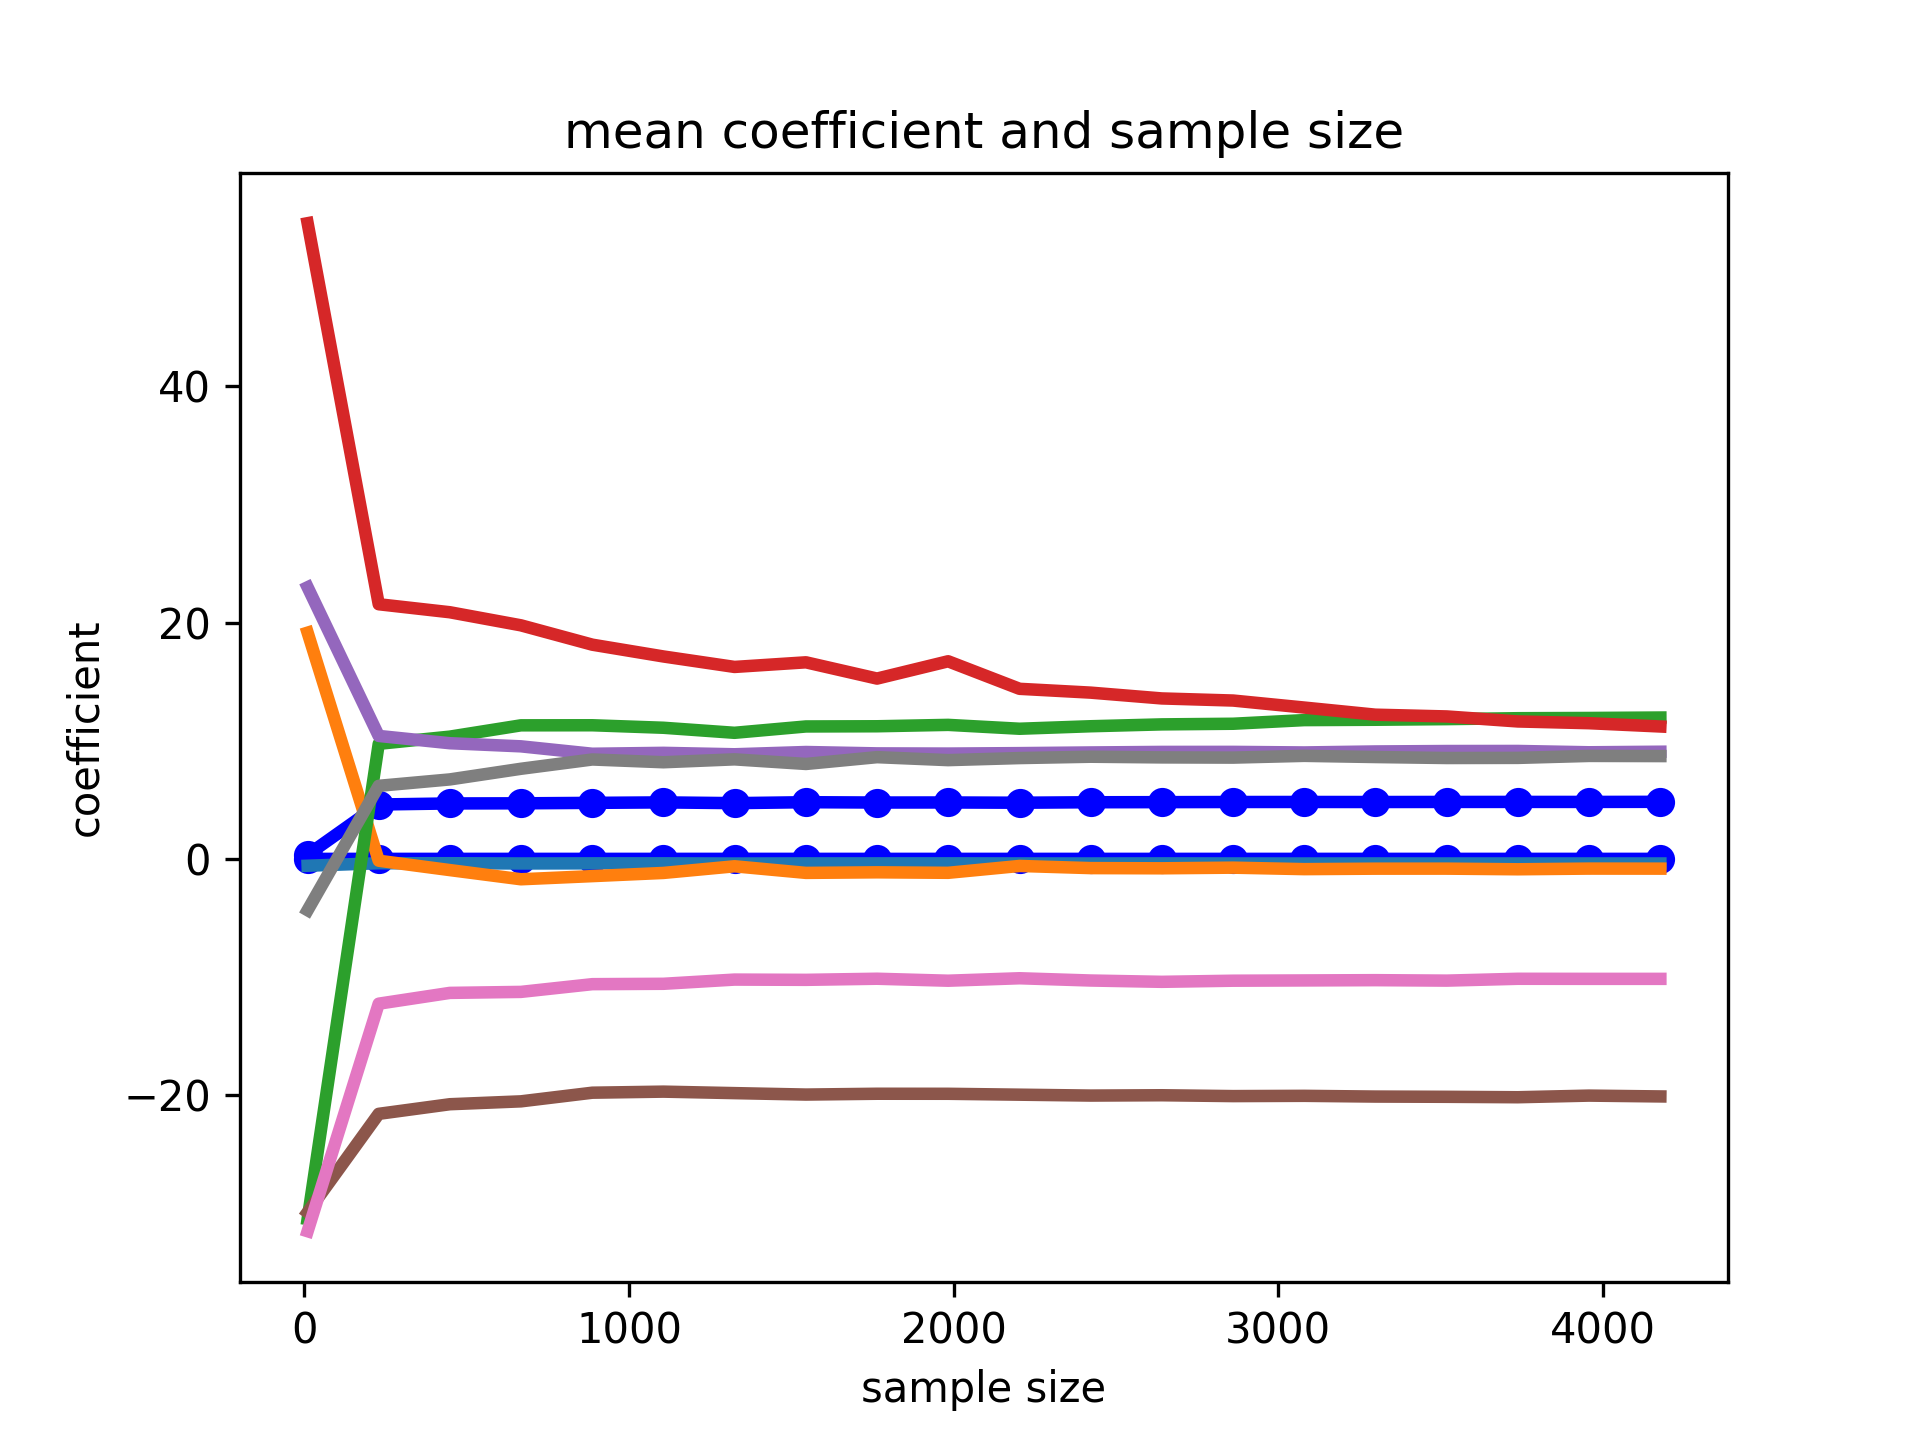 mean coefficient and sample size
40
20
0
−20
coefficient
0 1000 2000 3000 4000
sample size